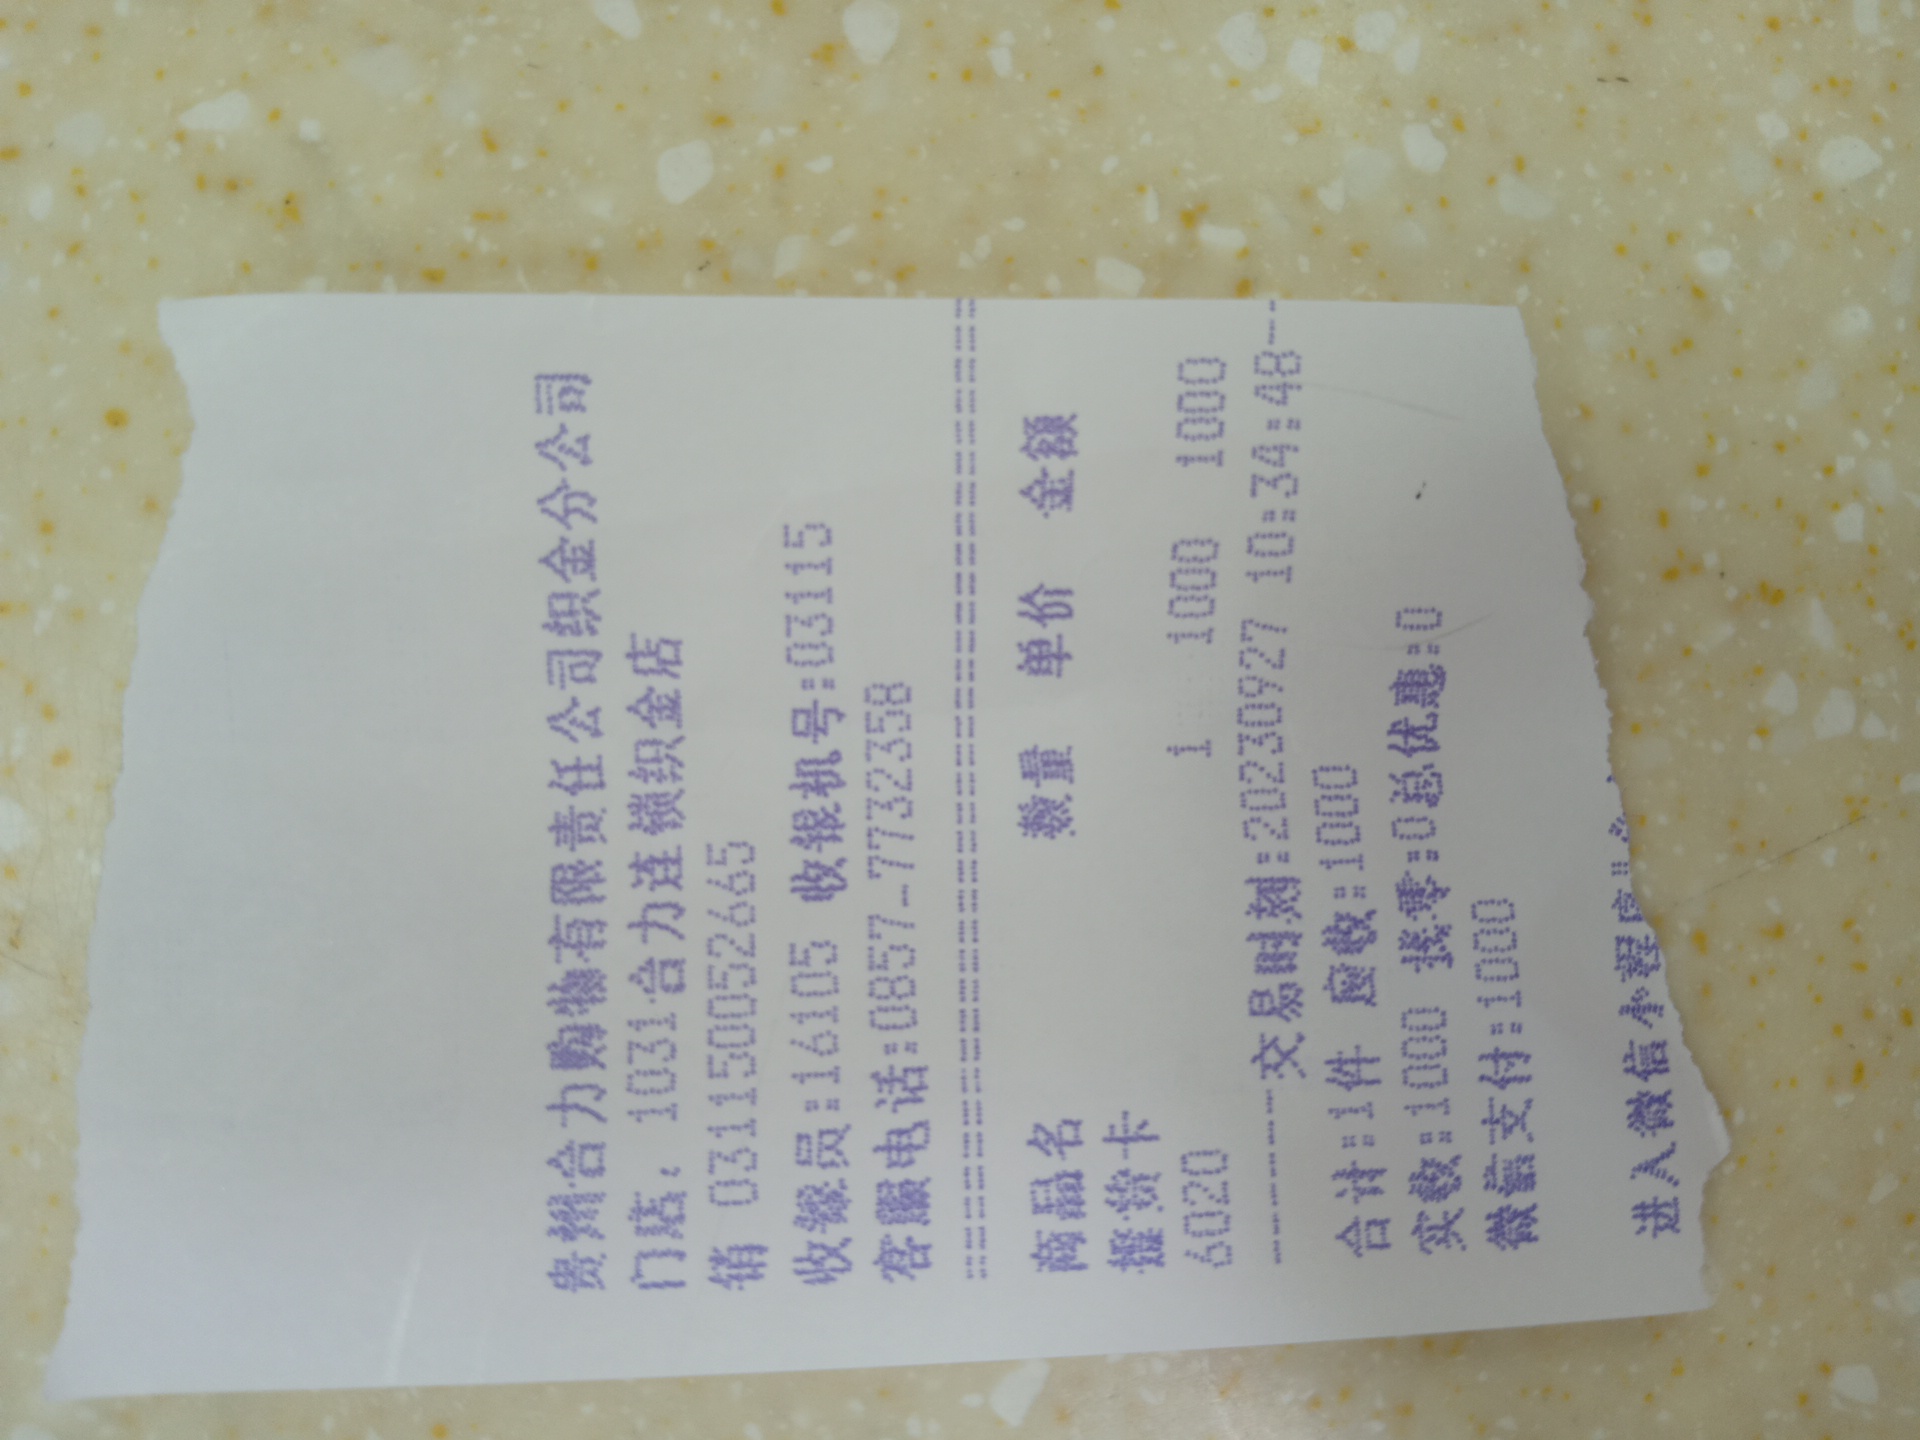 贵州合力购物有限责任公司织金分公司
门店: 1031合力连锁织金店
销 031150052665
收银员:16105 收银机号:03115
客服电话:0857-7732358
==============================
商品名 数量 单价 金额
提货卡
6020 1 1000 1000
--------交易时刻:20230927 10:34:48--
合计:1件 应收:1000
实收:1000 找零:0总优惠:0
微信支付:1000
进入微信小程序